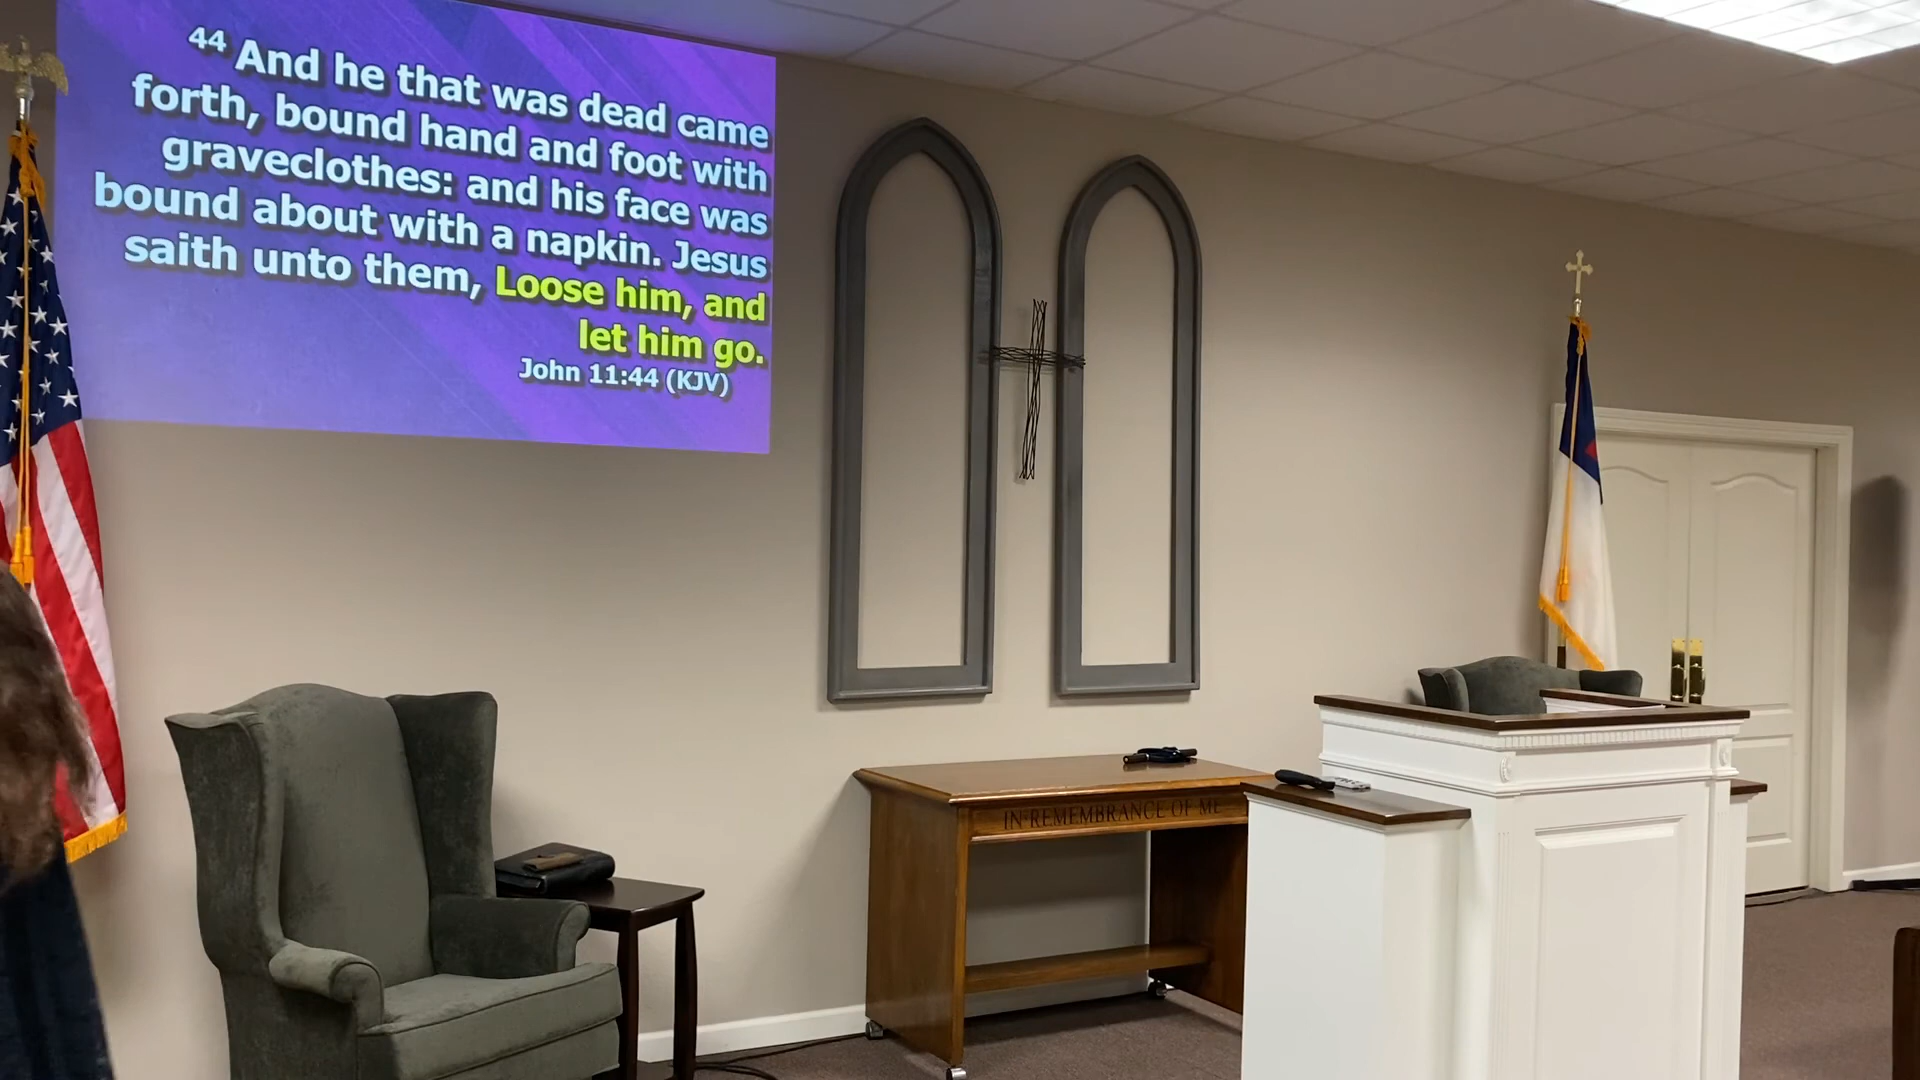 44 And he that was dead came
forth, bound hand and foot with
graveclothes: and his face was
bound about with a napkin. Jesus
saith unto them, Loose him, and
let him go.
John 11:44 (KJV)
IN REMEMBRANCE OF ME